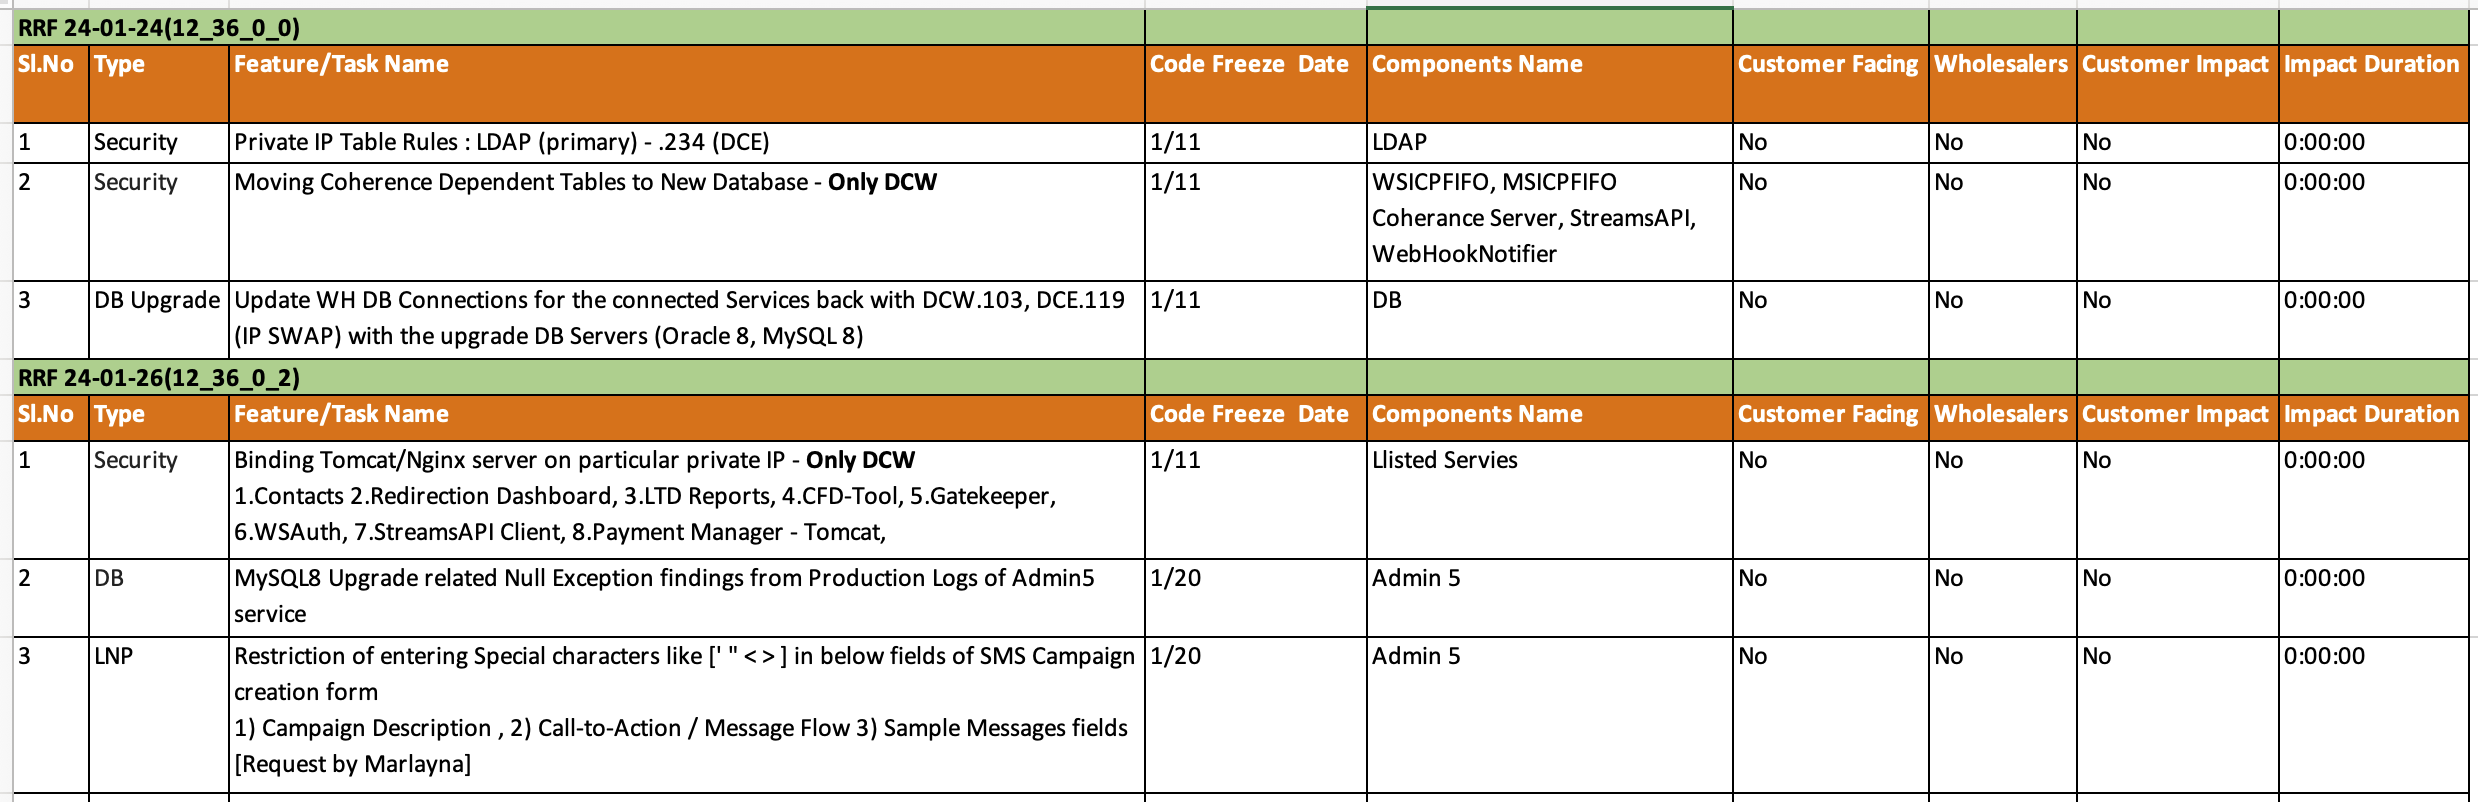 RRF 24-01-24(12_36_0_0)
Sl.No Type Feature/Task Name Code Freeze  Date Components Name Customer Facing Wholesalers Customer Impact Impact Duration
1 Security Private IP Table Rules : LDAP (primary) - .234 (DCE) 1/11 LDAP No No No 0:00:00
2 Security Moving Coherence Dependent Tables to New Database - Only DCW 1/11 WSICPFIFO, MSICPFIFO No No No 0:00:00
Coherance Server, StreamsAPI,
WebHookNotifier
3 DB Upgrade Update WH DB Connections for the connected Services back with DCW.103, DCE.119 1/11 DB No No No 0:00:00
(IP SWAP) with the upgrade DB Servers (Oracle 8, MySQL 8)
RRF 24-01-26(12_36_0_2)
Sl.No Type Feature/Task Name Code Freeze  Date Components Name Customer Facing Wholesalers Customer Impact Impact Duration
1 Security Binding Tomcat/Nginx server on particular private IP - Only DCW 1/11 Llisted Servies No No No 0:00:00
1.Contacts 2.Redirection Dashboard, 3.LTD Reports, 4.CFD-Tool, 5.Gatekeeper,
6.WSAuth, 7.StreamsAPI Client, 8.Payment Manager - Tomcat,
2 DB MySQL8 Upgrade related Null Exception findings from Production Logs of Admin5 1/20 Admin 5 No No No 0:00:00
service
3 LNP Restriction of entering Special characters like [' " < > ] in below fields of SMS Campaign 1/20 Admin 5 No No No 0:00:00
creation form
1) Campaign Description , 2) Call-to-Action / Message Flow 3) Sample Messages fields
[Request by Marlayna]